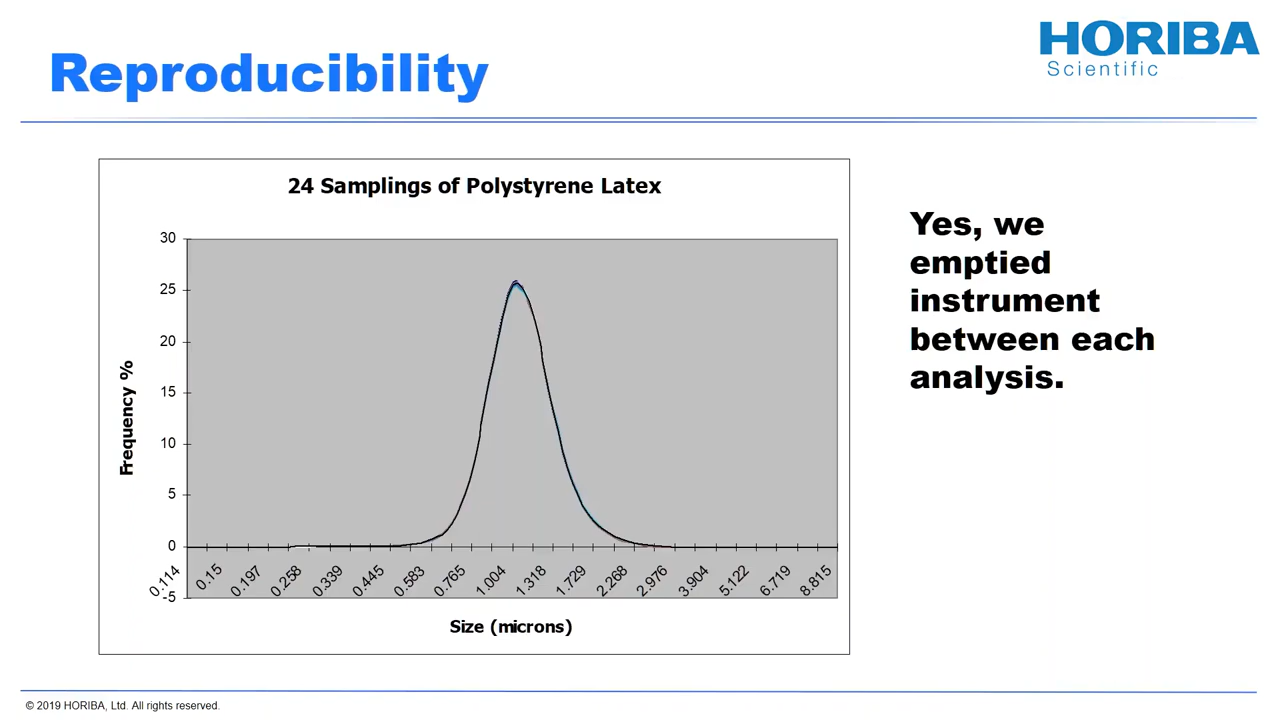 Reproducibility
HORIBA
Scientific
24 Samplings of Polystyrene Latex
30
25
20
15
10
5
0
-5
Frequency %
0.114
0.15
0.197
0.258
0.339
0.445
0.583
0.765
1.004
1.318
1.729
2.268
2.976
3.904
5.122
6.719
8.815
Size (microns)
Yes, we
emptied
instrument
between each
analysis.
© 2019 HORIBA, Ltd. All rights reserved.